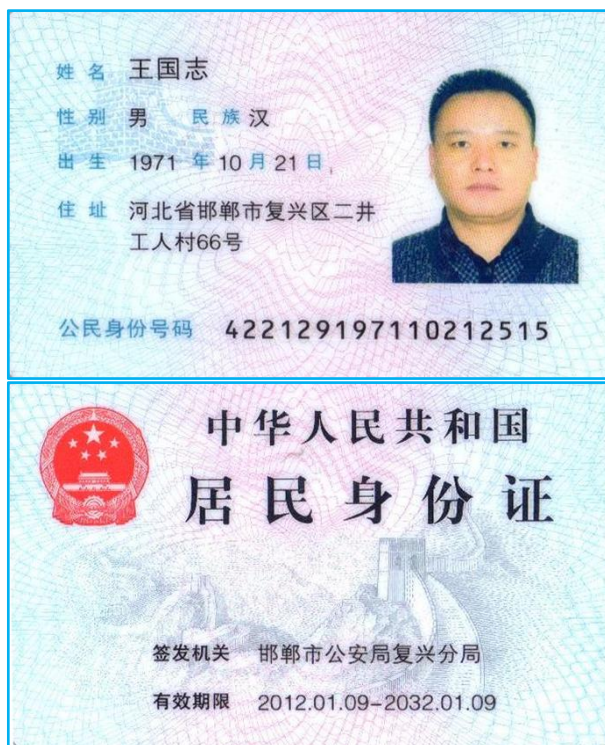 姓名 王国志
性别 男 民族 汉
出生 1971 年 10 月 21 日
住址 河北省邯郸市复兴区二井
工人村66号
公民身份号码 422129197110212515
中华人民共和国
居民身份证
签发机关 邯郸市公安局复兴分局
有效期限 2012.01.09-2032.01.09